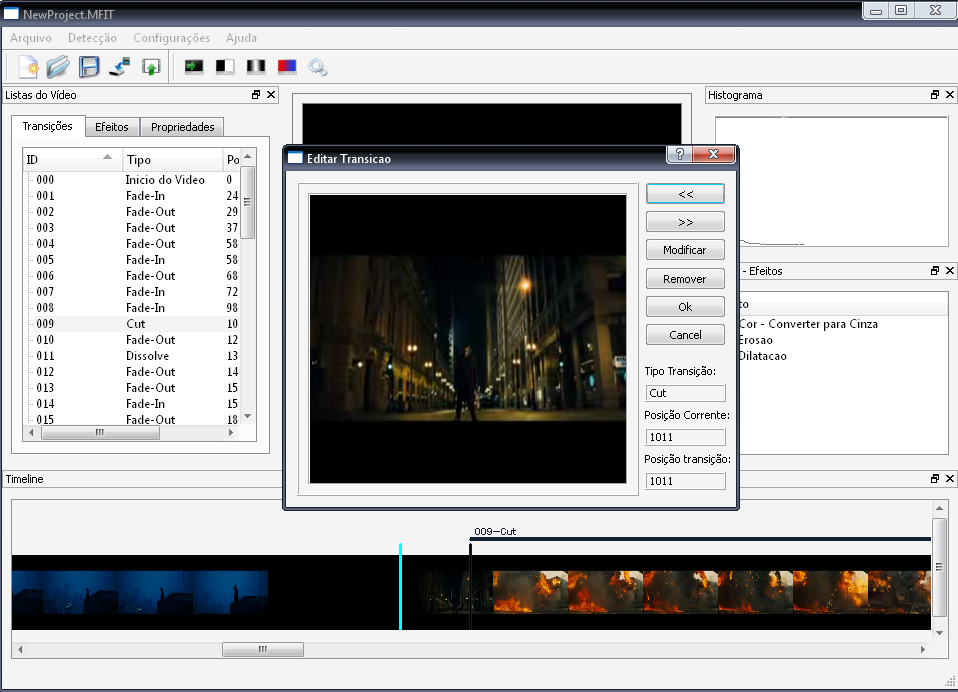 NewProject.MFIT
Arquivo Detecção Configurações Ajuda
Listas do Vídeo
Transições Efeitos Propriedades
ID Tipo Po
000 Inicio do Video 0
001 Fade-In 24
002 Fade-Out 29
003 Fade-Out 37
004 Fade-Out 58
005 Fade-In 58
006 Fade-Out 68
007 Fade-In 72
008 Fade-In 98
009 Cut 10
010 Fade-Out 12
011 Dissolve 13
012 Fade-Out 14
013 Fade-Out 15
014 Fade-In 15
015 Fade-Out 18
Histograma
Editar Transicao
?
<<
>>
Modificar
Remover
Ok
Cancel
Tipo Transição:
Cut
Posição Corrente:
1011
Posição transição:
1011
- Efeitos
to
Cor - Converter para Cinza
Erosao
Dilatacao
Timeline
009--Cut